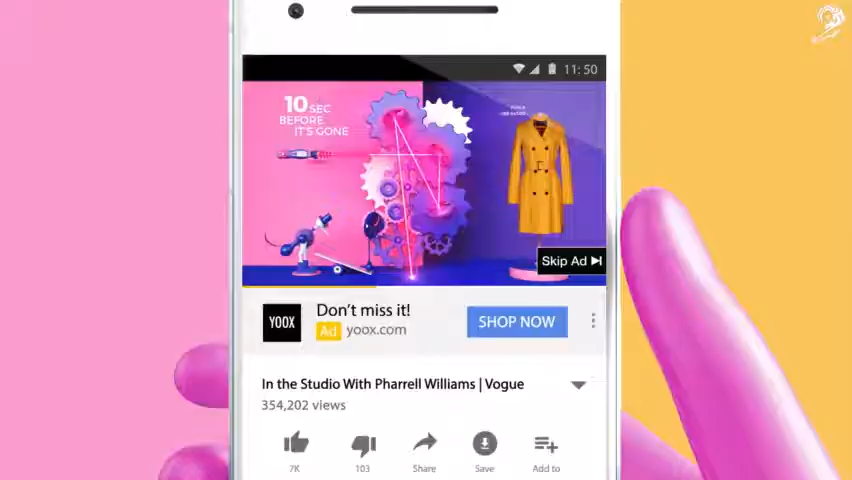 11:50
10 SEC
BEFORE
IT'S GONE
Skip Ad
YOOX
Don't miss it!
Ad yoox.com
SHOP NOW
In the Studio With Pharrell Williams | Vogue
354,202 views
7K
103
Share
Save
Add to